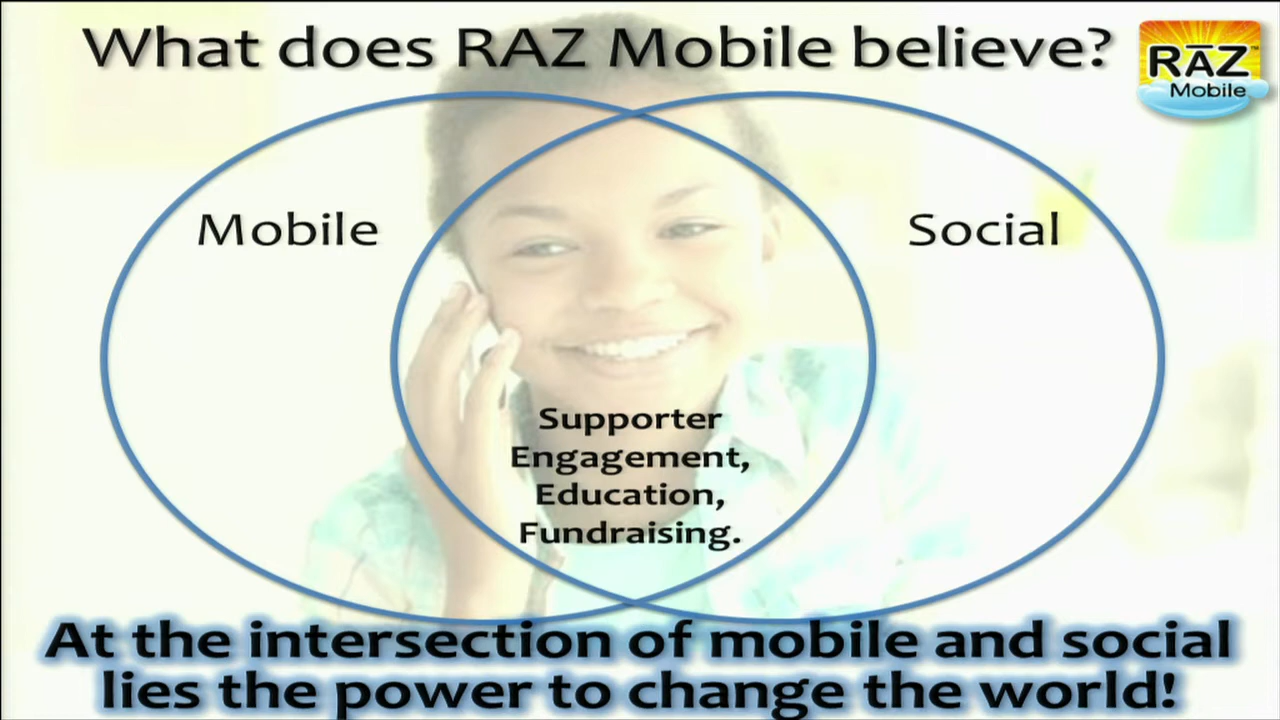 What does RAZ Mobile believe?
RĀZ™
Mobile
Mobile
Social
Supporter
Engagement,
Education,
Fundraising.
At the intersection of mobile and social
lies the power to change the world!